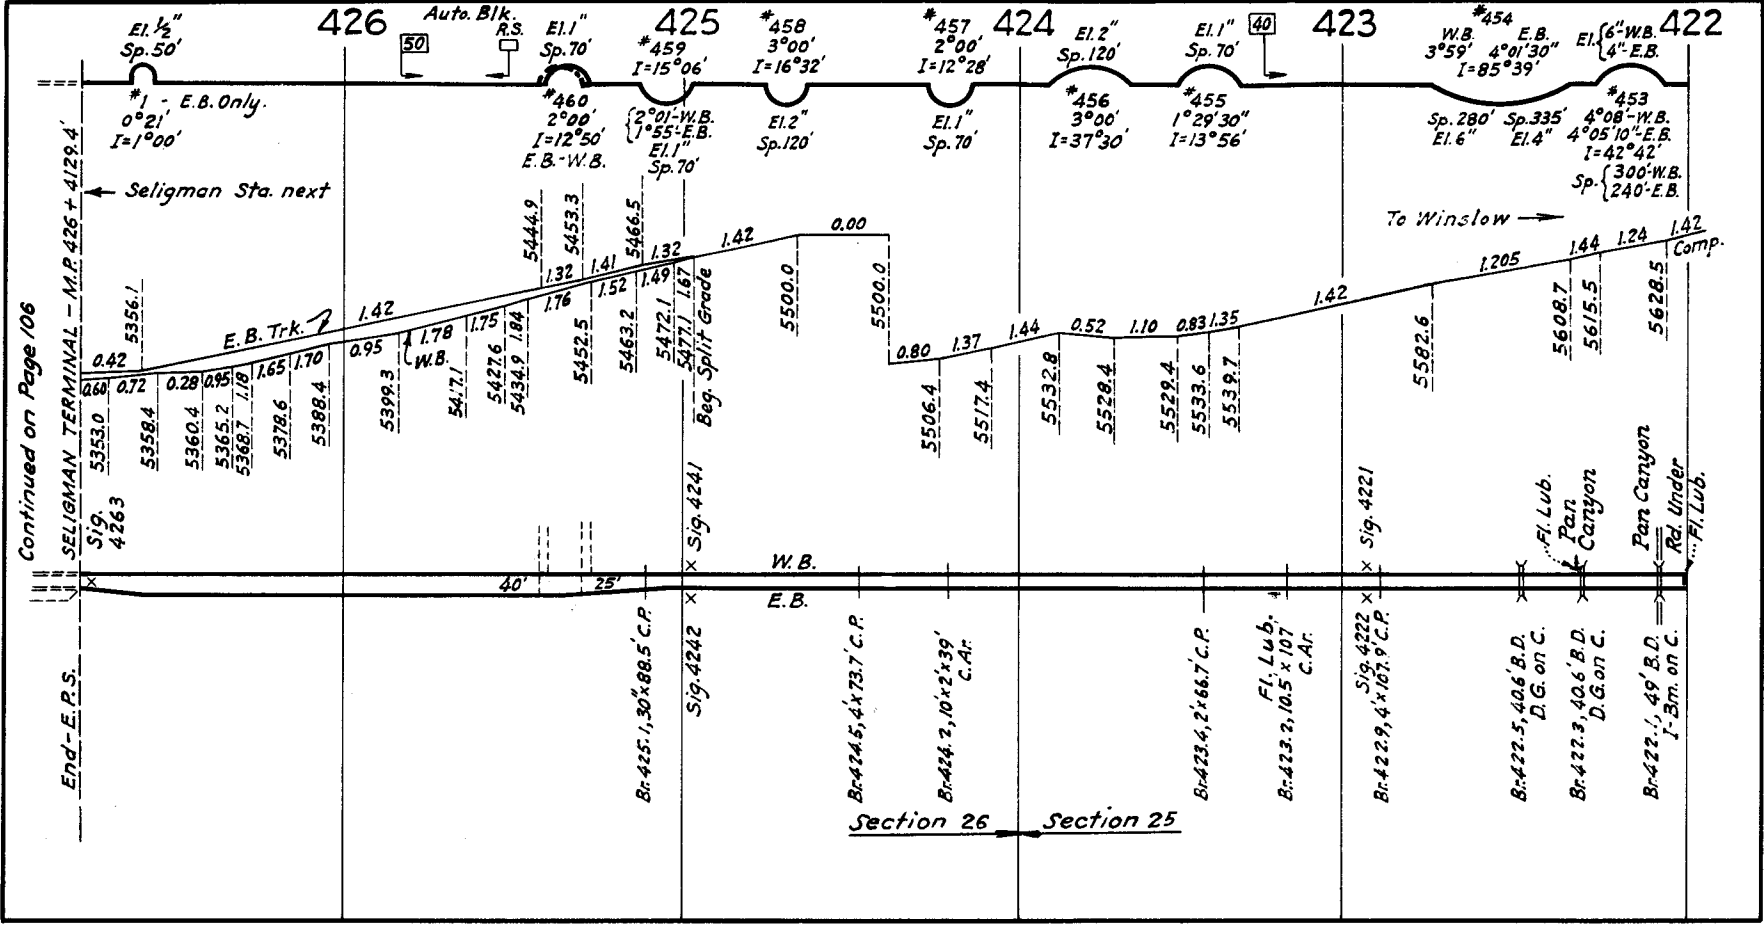 426
425
424
423
422
El. ½"
Sp. 50'
#1 - E.B. Only.
0°21'
I=1°00'
50
Auto. Blk.
R.S.
El. 1"
Sp. 70'
#460
2°00'
I=12°50'
E.B.-W.B.
#459
I=15°06'
2°01'-W.B.
1°55'-E.B.
El. 1"
Sp. 70'
#458
3°00'
I=16°32'
El. 2"
Sp. 120'
#457
2°00'
I=12°28'
El. 1"
Sp. 70'
El. 2"
Sp. 120'
#456
3°00'
I=37°30'
El. 1"
Sp. 70'
#455
1°29'30"
I=13°56'
40
#454
W.B. E.B.
3°59' 4°01'30"
I=85°39'
Sp. 280' Sp. 335'
El. 6" El. 4"
El. 6"-W.B.
4"-E.B.
#453
4°08'-W.B.
4°05'10"-E.B.
I=42°42'
Sp. 300'-W.B.
240'-E.B.
Continued on Page 106
SELIGMAN TERMINAL - M.P. 426 + 4129.4'
End - E.P.S.
← Seligman Sta. next
To Winslow →
5356.1
5444.9
5453.3
5466.5
0.42
E.B. Trk.
1.42
1.32
1.41
1.32
1.42
0.00
0.60 0.72 0.28 0.95 1.18 1.65 1.70 0.95 1.78 1.75 1.84 1.76 1.52 1.49 1.67
W.B.
5353.0
5358.4
5360.4
5365.2
5368.7
5378.6
5388.4
5399.3
547.1
5427.6
5434.9
5452.5
5463.2
5472.1
5477.1
Beg. Split Grade
5500.0
5500.0
0.80 1.37 1.44 0.52 1.10 0.83 1.35 1.42 1.205 1.44 1.24 1.42
Comp.
5506.4
5517.4
5532.8
5528.4
5529.4
5533.6
5539.7
5582.6
5608.7
5615.5
5628.5
Sig.
4263
Sig. 4241
Sig. 4221
Fl. Lub.
Pan
Canyon
Pan Canyon
Rd. Under
Fl. Lub.
W.B.
40'
25'
E.B.
Br. 425.1, 30"x88.5' C.P.
Sig. 4242
Br. 424.5, 4'x73.7' C.P.
Br. 424.2, 10'x2'x39'
C.Ar.
Br. 423.4, 2'x66.7' C.P.
Fl. Lub.
Br. 423.2, 10.5'x107'
C.Ar.
Sig. 4222
Br. 422.9, 4'x107.9' C.P.
Br. 422.5, 40.6' B.D.
D.G. on C.
Br. 422.3, 40.6' B.D.
D.G. on C.
Br. 422.1, 49' B.D.
I-Bm. on C.
Section 26
Section 25